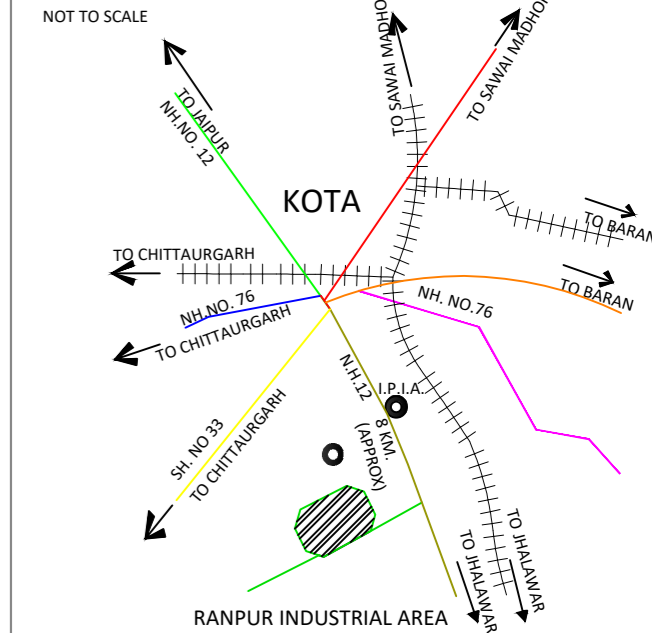 NOT TO SCALE
TO SAWAI MADHO
TO SAWAI MADHO
TO JAIPUR
NH.NO. 12
KOTA
TO BARAN
TO CHITTAURGARH
TO BARAN
NH.NO. 76
TO CHITTAURGARH
NH. NO.76
N.H.12
I.P.I.A.
8 KM.
(APPROX)
SH. NO 33
TO CHITTAURGARH
TO JHALAWAR
TO JHALAWAR
RANPUR INDUSTRIAL AREA